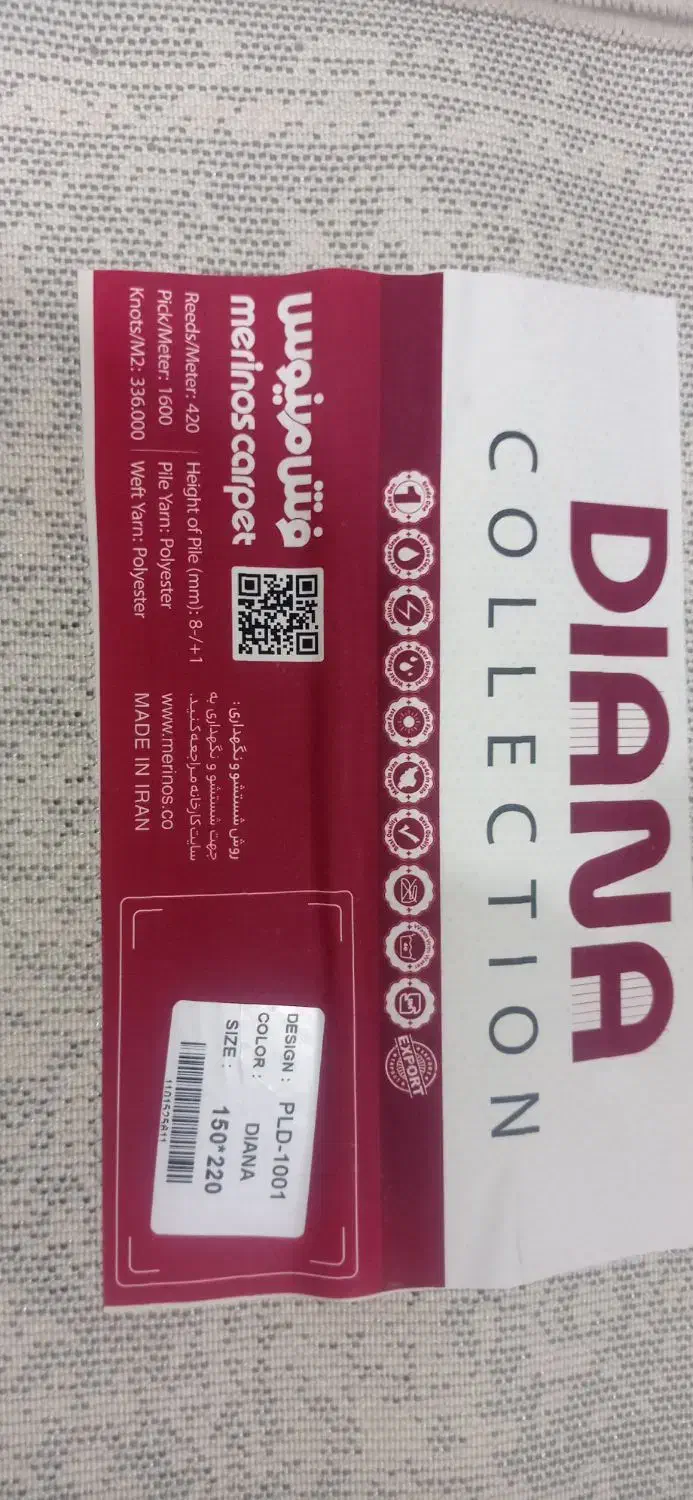 DIANA
COLLECTION
EXPORT
فرش مرینوس
merinos carpet
Reeds/Meter: 420
Pick/Meter: 1600
Knots/M2: 336.000
Height of Pile (mm): 8-/+1
Pile Yarn: Polyester
Weft Yarn: Polyester
روش شستشو و نگهداری:
جهت شستشو و نگهداری به
سایت کارخانه مراجعه کنید.
www.merinos.co
MADE IN IRAN
DESIGN : PLD-1001
COLOR : DIANA
SIZE : 150*220